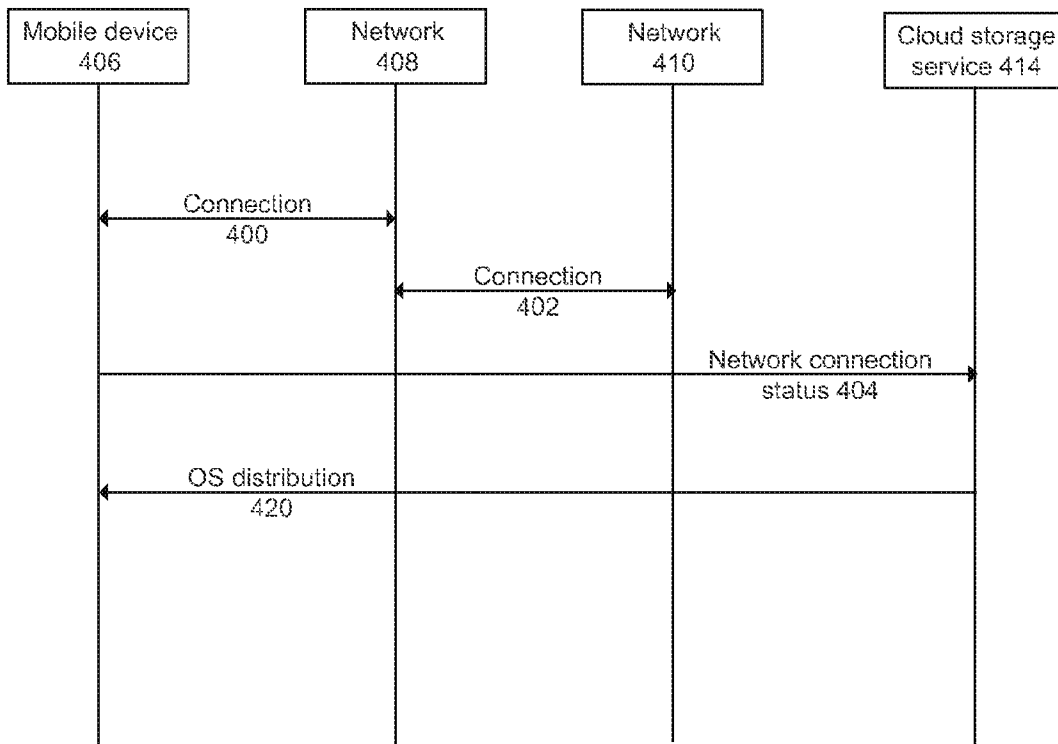 Mobile device
406
Network
408
Network
410
Cloud storage
service 414
Connection
400
Connection
402
Network connection
status 404
OS distribution
420